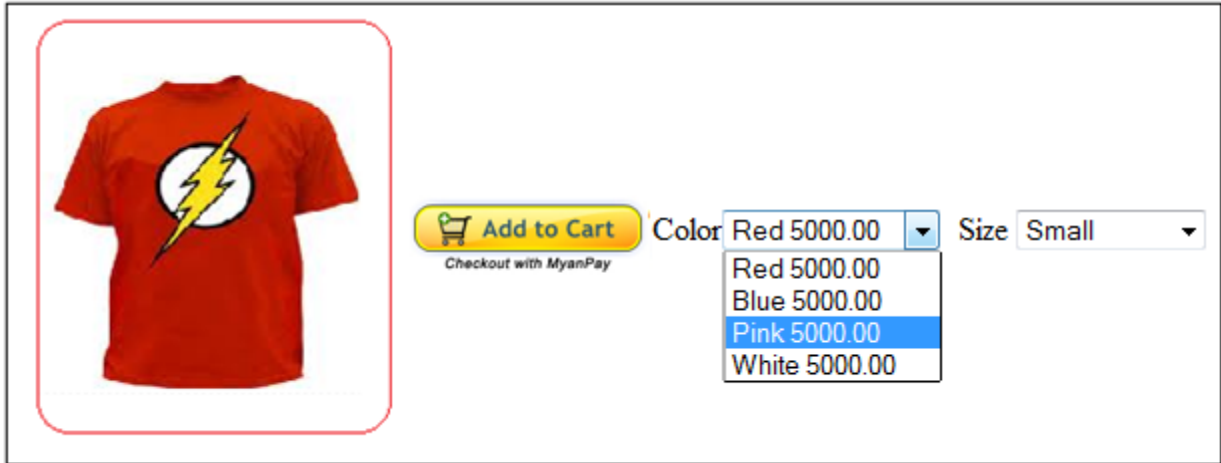 Add to Cart
Checkout with MyanPay
Color Red 5000.00
Red 5000.00
Blue 5000.00
Pink 5000.00
White 5000.00
Size Small